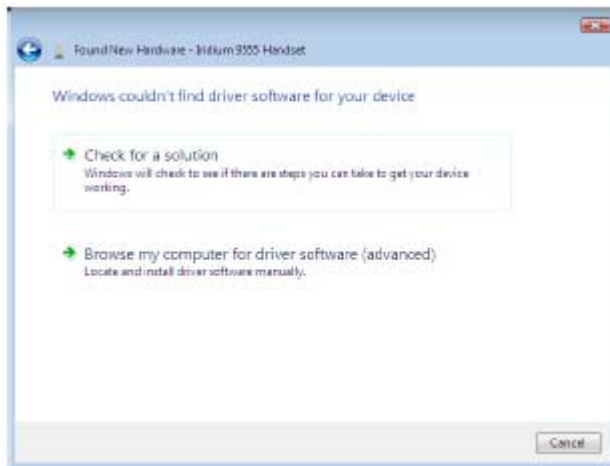 Found New Hardware - Iridium 9555 Handset
Windows couldn't find driver software for your device
Check for a solution
Windows will check to see if there are steps you can take to get your device
working.
Browse my computer for driver software (advanced)
Locate and install driver software manually.
Cancel